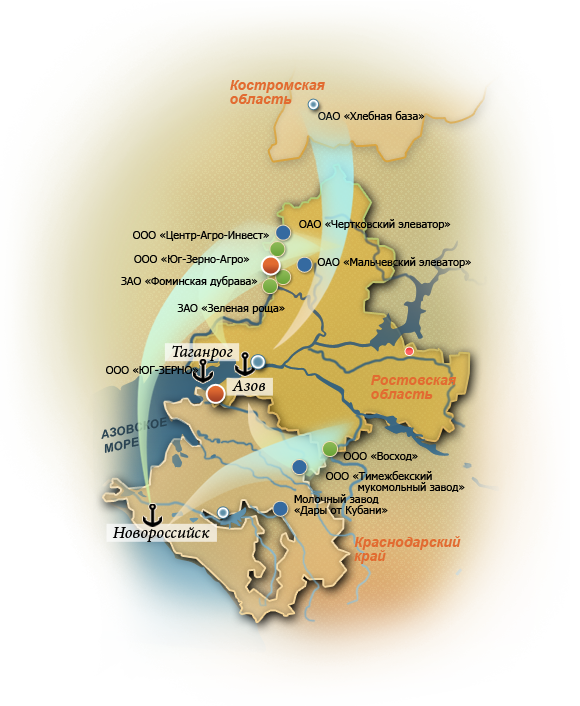 Костромская
область
ОАО «Хлебная база»
ОАО «Чертковский элеватор»
ООО «Центр-Агро-Инвест»
ООО «Юг-Зерно-Агро»
ОАО «Мальчевский элеватор»
ЗАО «Фоминская дубрава»
ЗАО «Зеленая роща»
Таганрог
ООО «ЮГ-ЗЕРНО»
Азов
Ростовская
область
АЗОВСКОЕ
МОРЕ
ООО «Восход»
ООО «Тимежбекский
мукомольный завод»
Молочный завод
«Дары от Кубани»
Новороссийск
Краснодарский
край